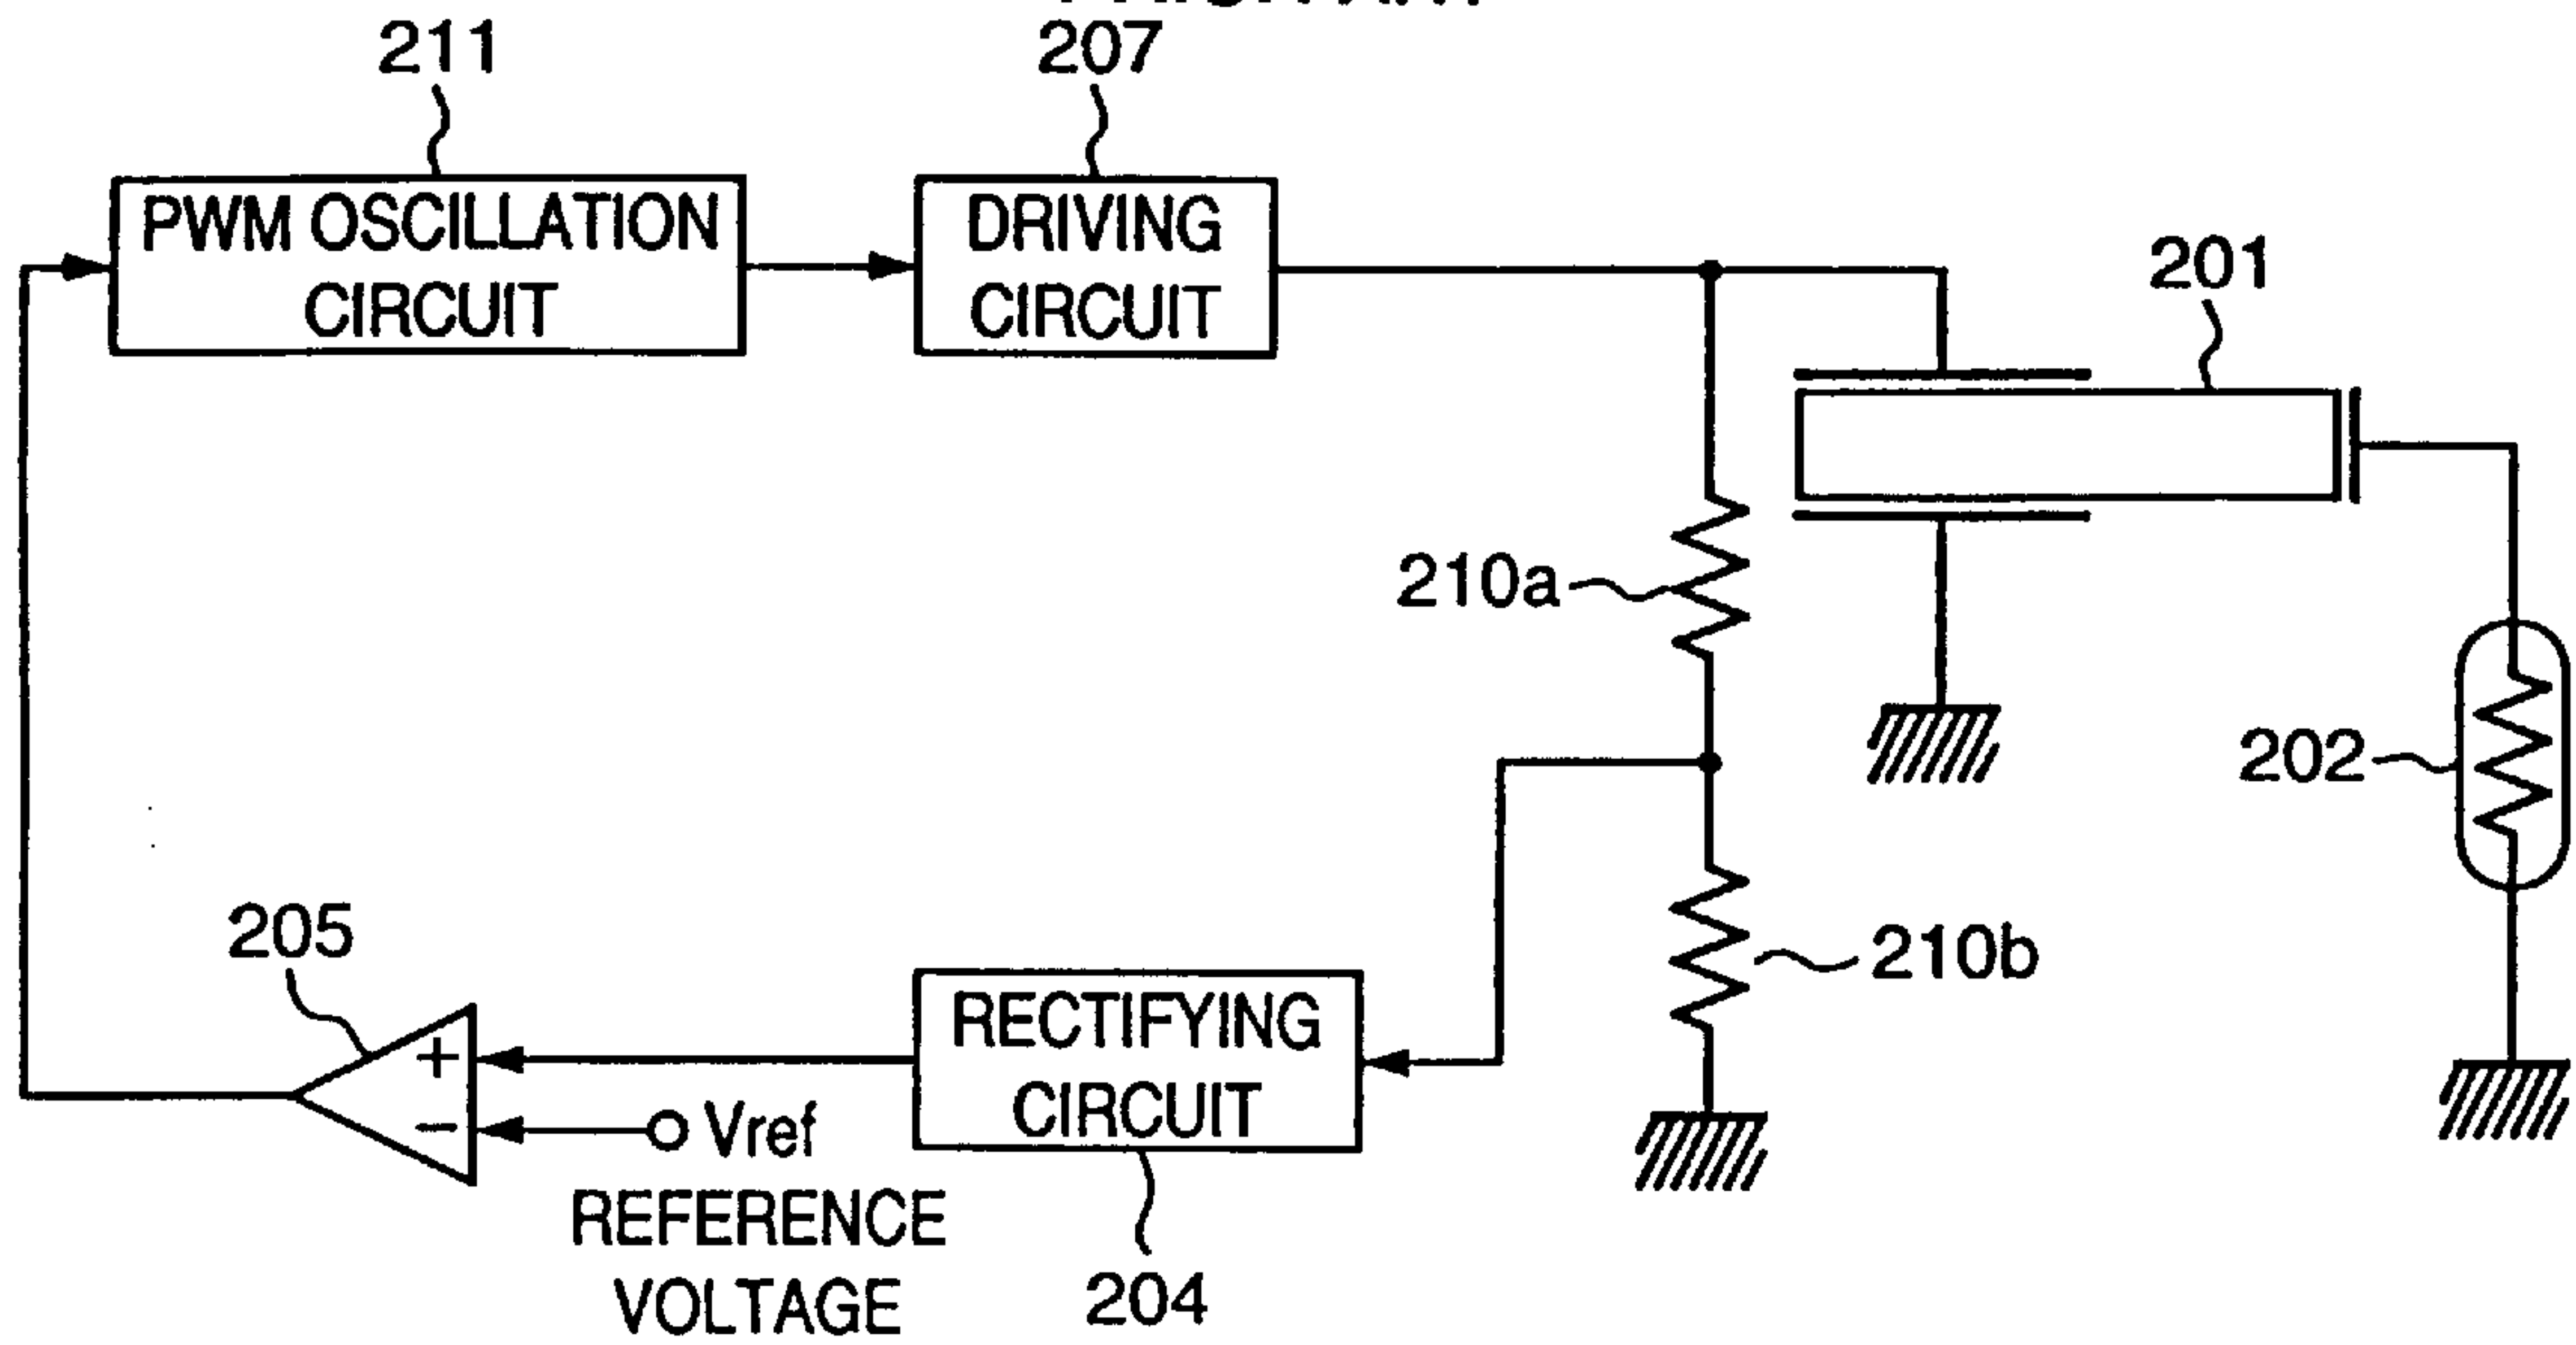 211
207
PWM OSCILLATION
CIRCUIT
DRIVING
CIRCUIT
201
210a
202
205
210b
+
−
RECTIFYING
CIRCUIT
Vref
REFERENCE
VOLTAGE
204